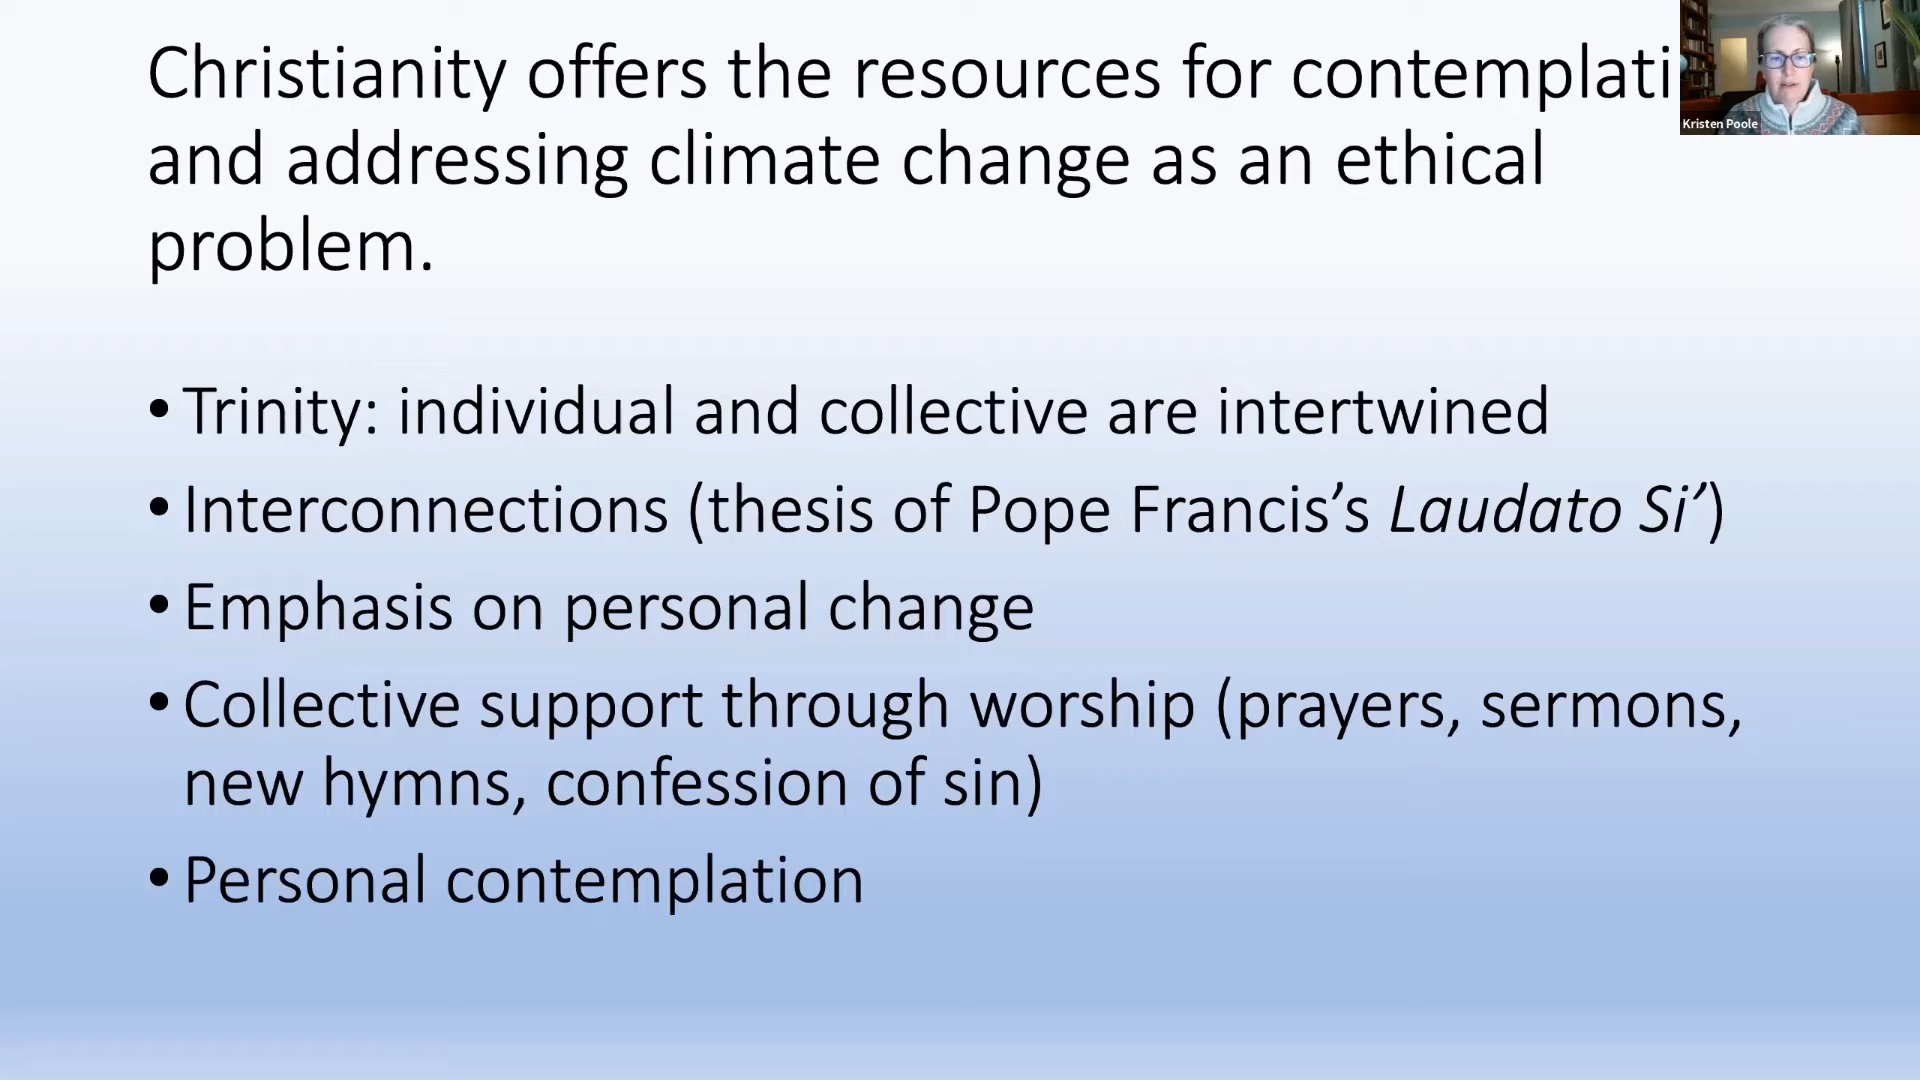 Christianity offers the resources for contemplati
and addressing climate change as an ethical
problem.
Kristen Poole
• Trinity: individual and collective are intertwined
• Interconnections (thesis of Pope Francis’s Laudato Si’)
• Emphasis on personal change
• Collective support through worship (prayers, sermons,
new hymns, confession of sin)
• Personal contemplation